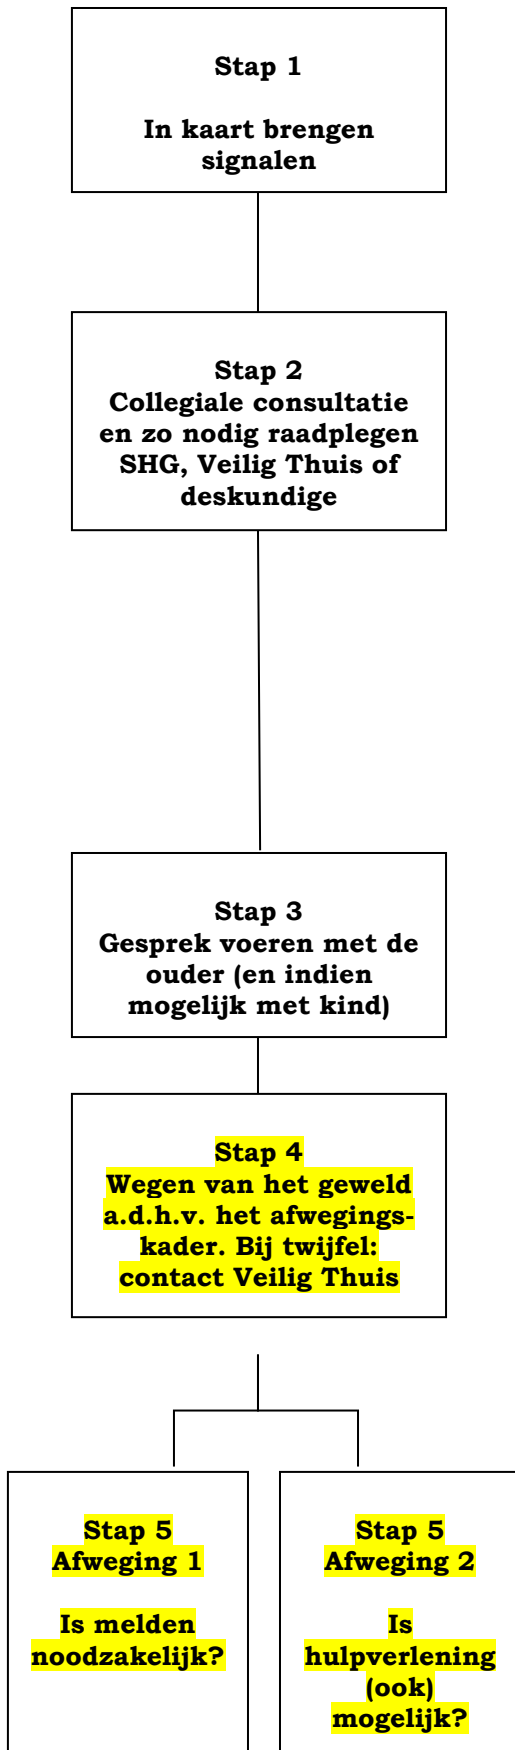 Stap 1
In kaart brengen
signalen
Stap 2
Collegiale consultatie
en zo nodig raadplegen
SHG, Veilig Thuis of
deskundige
Stap 3
Gesprek voeren met de
ouder (en indien
mogelijk met kind)
Stap 4
Wegen van het geweld
a.d.h.v. het afwegings-
kader. Bij twijfel:
contact Veilig Thuis
Stap 5
Afweging 1
Is melden
noodzakelijk?
Stap 5
Afweging 2
Is
hulpverlening
(ook)
mogelijk?